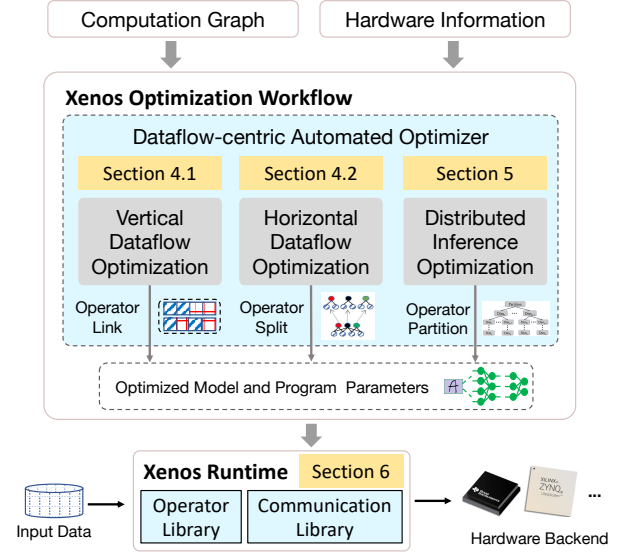 Computation Graph
Hardware Information
Xenos Optimization Workflow
Dataflow-centric Automated Optimizer
Section 4.1
Section 4.2
Section 5
Vertical
Dataflow
Optimization
Horizontal
Dataflow
Optimization
Distributed
Inference
Optimization
Operator
Link
Operator
Split
Operator
Partition
Optimized Model and Program Parameters
A
Xenos Runtime
Section 6
Operator
Library
Communication
Library
Input Data
XILINX
ZYNQ
...
Hardware Backend